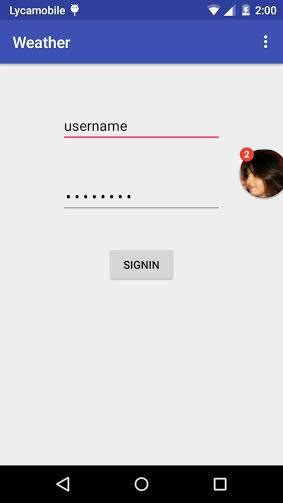 Lycamobile 2:00
Weather
username
2
••••••••
SIGNIN